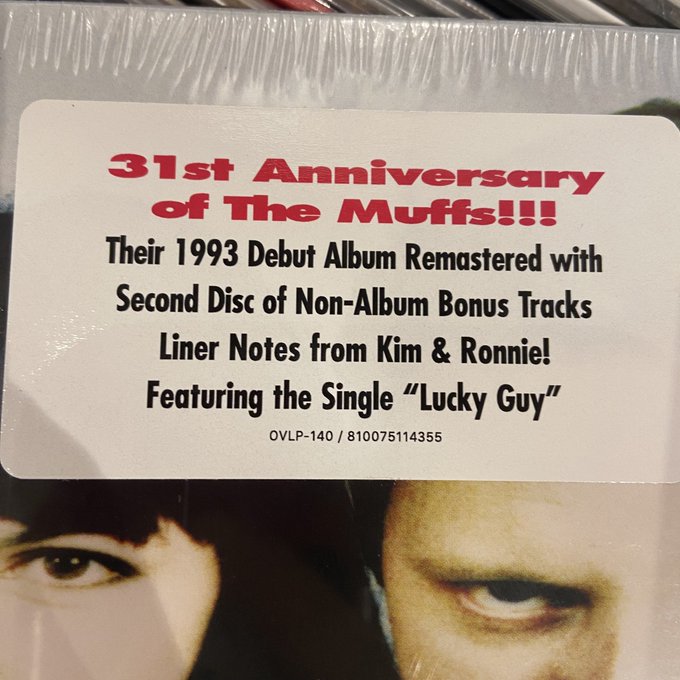 31st Anniversary
of The Muffs!!!
Their 1993 Debut Album Remastered with
Second Disc of Non-Album Bonus Tracks
Liner Notes from Kim & Ronnie!
Featuring the Single “Lucky Guy”
OVLP-140 / 810075114355